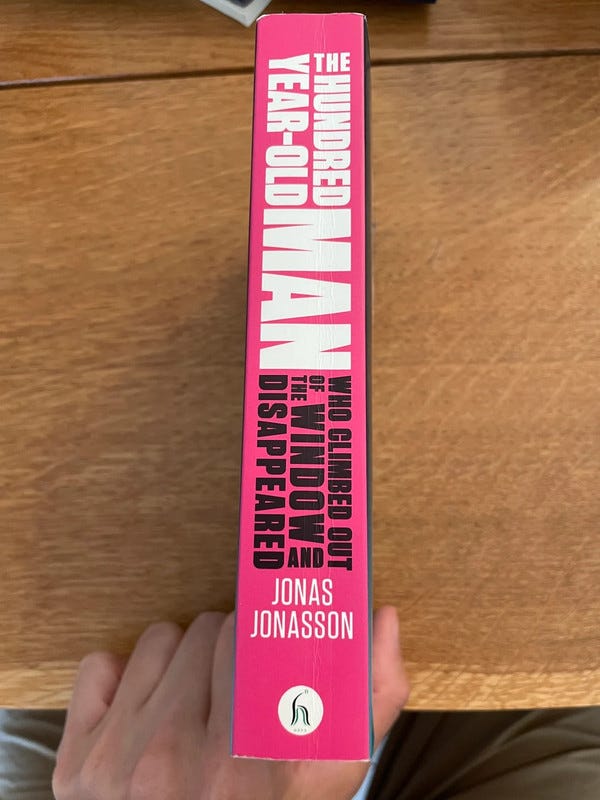 THE HUNDRED
YEAR-OLD
MAN
WHO CLIMBED OUT
OF THE WINDOW AND
DISAPPEARED
JONAS
JONASSON